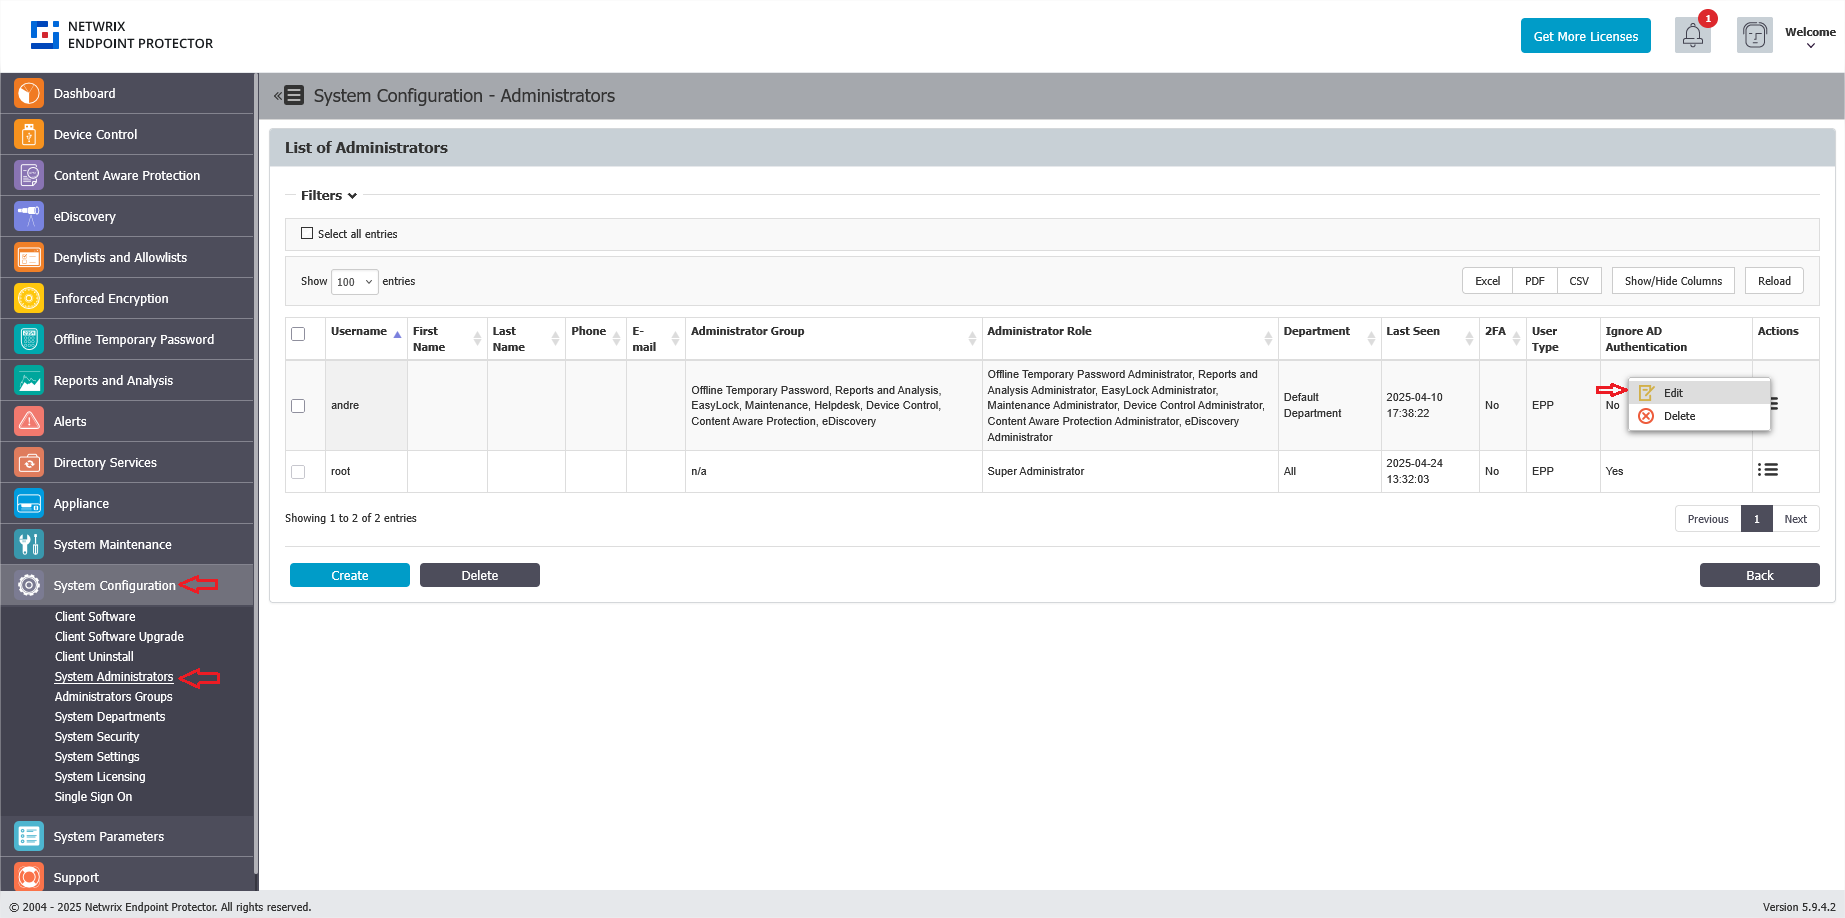 NETWRIX
ENDPOINT PROTECTOR
Get More Licenses
1
Welcome
Dashboard
Device Control
Content Aware Protection
eDiscovery
Denylists and Allowlists
Enforced Encryption
Offline Temporary Password
Reports and Analysis
Alerts
Directory Services
Appliance
System Maintenance
System Configuration
Client Software
Client Software Upgrade
Client Uninstall
System Administrators
Administrators Groups
System Departments
System Security
System Settings
System Licensing
Single Sign On
System Parameters
Support
« System Configuration - Administrators
List of Administrators
Filters
Select all entries
Show 100 entries
Excel PDF CSV Show/Hide Columns Reload
Username First Name Last Name Phone E-mail Administrator Group Administrator Role Department Last Seen 2FA User Type Ignore AD Authentication Actions
andre
Offline Temporary Password, Reports and Analysis,
EasyLock, Maintenance, Helpdesk, Device Control,
Content Aware Protection, eDiscovery
Offline Temporary Password Administrator, Reports and
Analysis Administrator, EasyLock Administrator,
Maintenance Administrator, Device Control Administrator,
Content Aware Protection Administrator, eDiscovery
Administrator
Default
Department
2025-04-10
17:38:22
No
EPP
No
Edit
Delete
root
n/a
Super Administrator
All
2025-04-24
13:32:03
No
EPP
Yes
Showing 1 to 2 of 2 entries
Previous 1 Next
Create Delete Back
© 2004 - 2025 Netwrix Endpoint Protector. All rights reserved.
Version 5.9.4.2